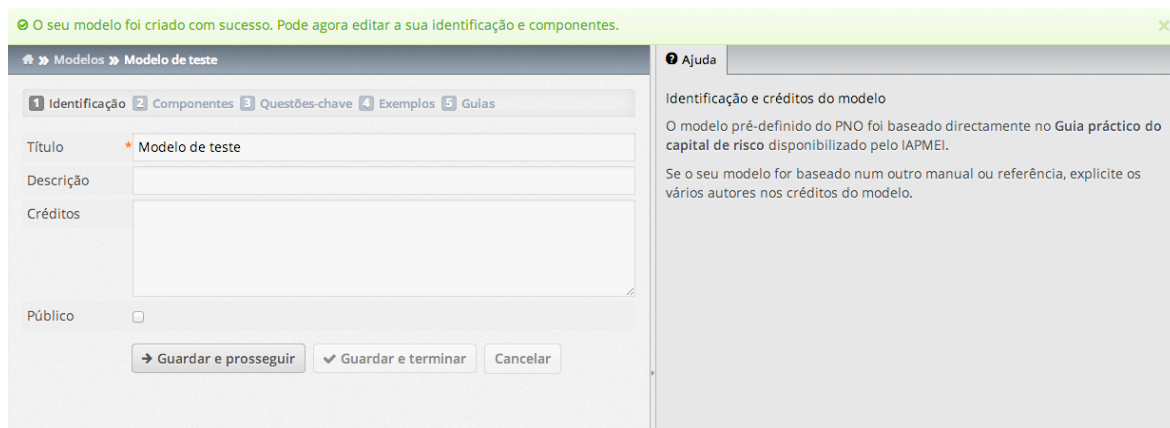 O seu modelo foi criado com sucesso. Pode agora editar a sua identificação e componentes.
Modelos » Modelo de teste
1 Identificação 2 Componentes 3 Questões-chave 4 Exemplos 5 Guias
Título * Modelo de teste
Descrição
Créditos
Público
Guardar e prosseguir Guardar e terminar Cancelar
Ajuda
Identificação e créditos do modelo
O modelo pré-definido do PNO foi baseado directamente no Guia práctico do
capital de risco disponibilizado pelo IAPMEI.
Se o seu modelo for baseado num outro manual ou referência, explicite os
vários autores nos créditos do modelo.